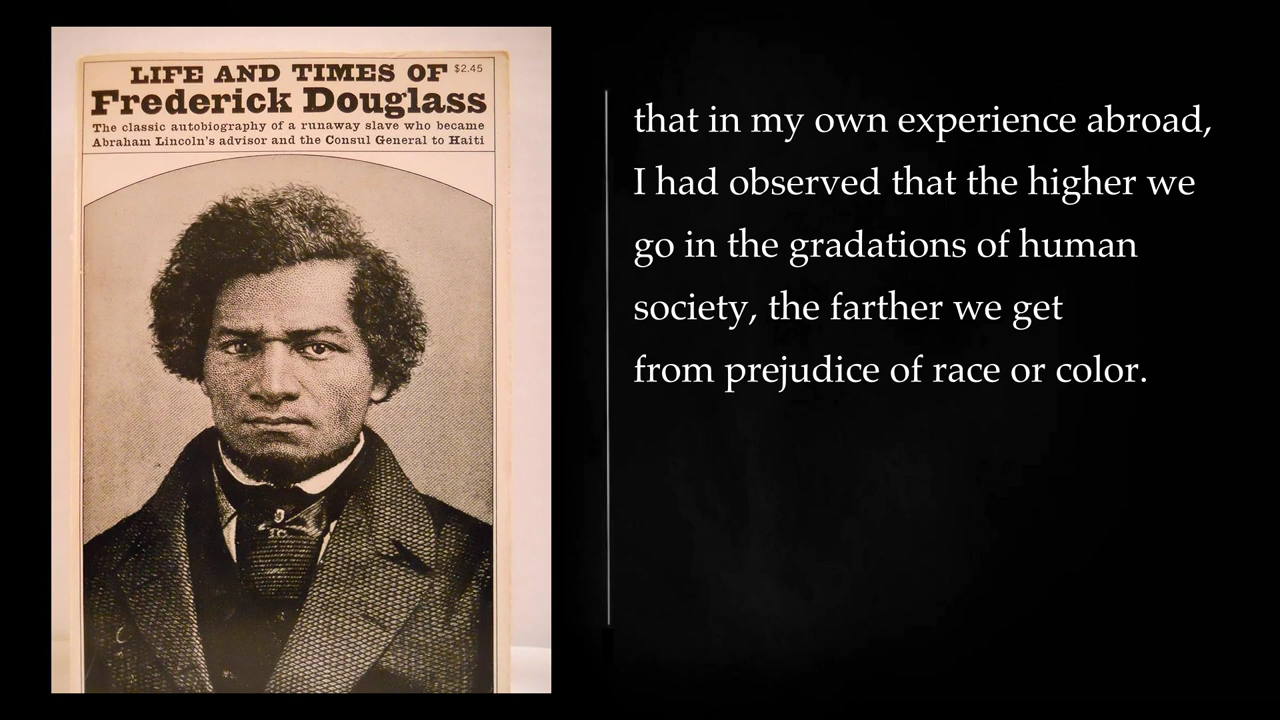 LIFE AND TIMES OF $2.45
Frederick Douglass
The classic autobiography of a runaway slave who became
Abraham Lincoln's advisor and the Consul General to Haiti
that in my own experience abroad,
I had observed that the higher we
go in the gradations of human
society, the farther we get
from prejudice of race or color.